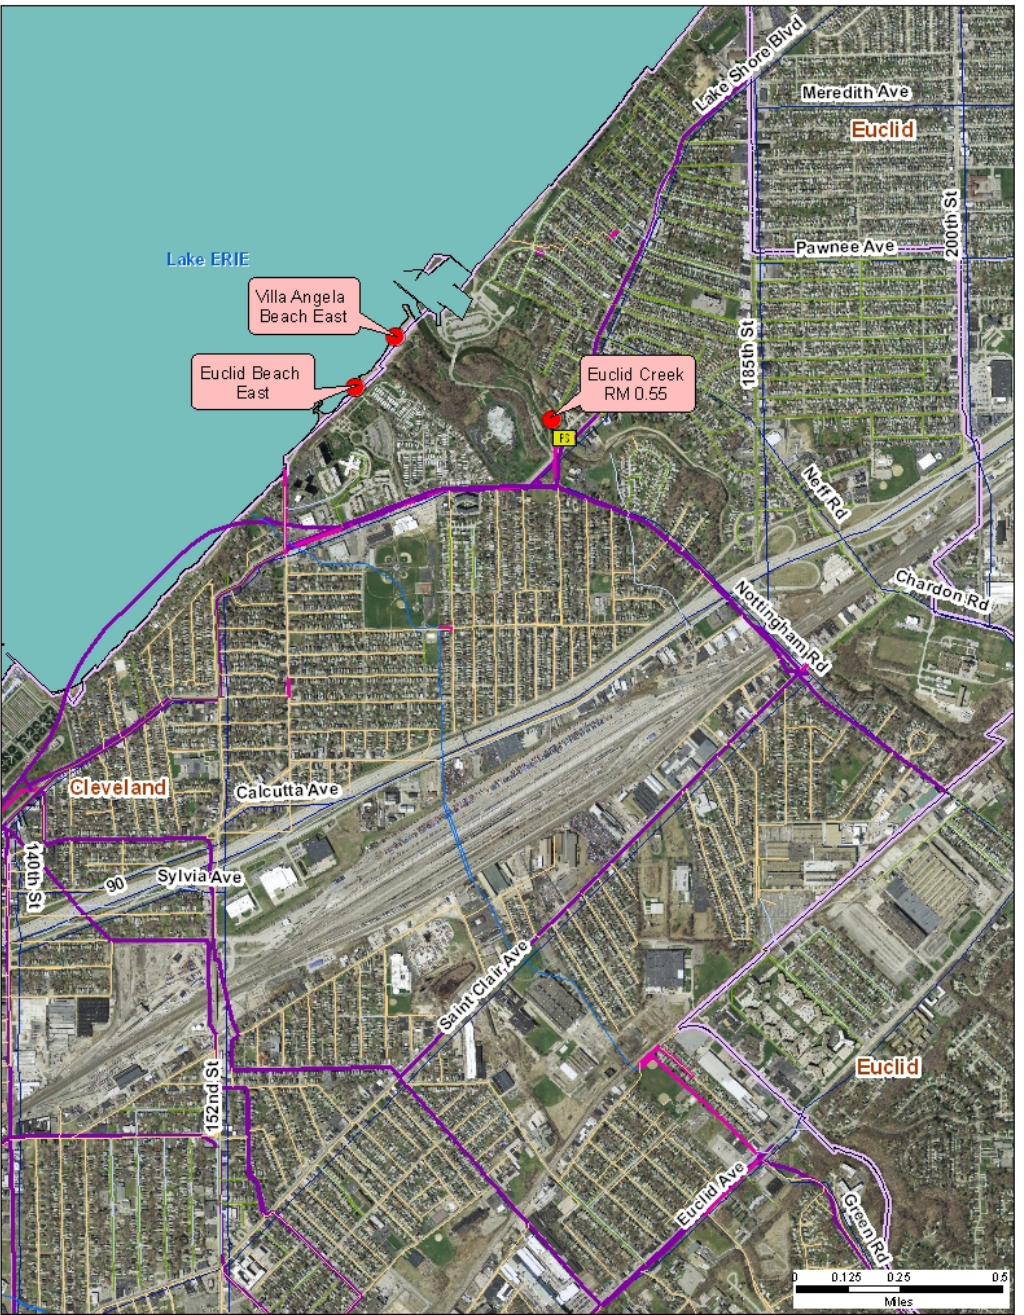 Lake Shore Blvd
Meredith Ave
Euclid
200th St
Pawnee Ave
Lake ERIE
Villa Angela
Beach East
185th St
Euclid Beach
East
Euclid Creek
RM 0.55
PS
Neff Rd
Chardon Rd
Nottingham Rd
Cleveland
Calcutta Ave
140th St
90
Sylvia Ave
Saint Clair Ave
152nd St
Euclid
Euclid Ave
Green Rd
0 0.125 0.25 0.5
Miles